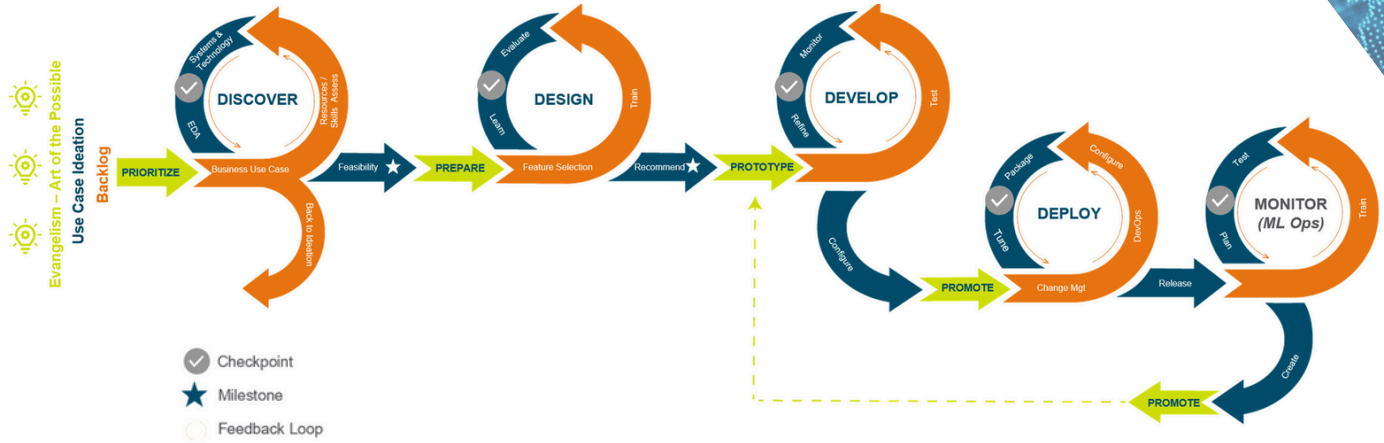 Evangelism – Art of the Possible
Use Case Ideation
Backlog
PRIORITIZE
Business Use Case
EDA
Systems &
Technology
DISCOVER
Resources /
Skills Assess
Back to Ideation
Feasibility
PREPARE
Feature Selection
Learn
Evaluate
DESIGN
Train
Recommend
PROTOTYPE
Refine
Monitor
DEVELOP
Test
Configure
PROMOTE
Change Mgt
Tune
Package
DEPLOY
Configure
DevOps
Release
Plan
Test
MONITOR
(ML Ops)
Train
Create
PROMOTE
Checkpoint
Milestone
Feedback Loop